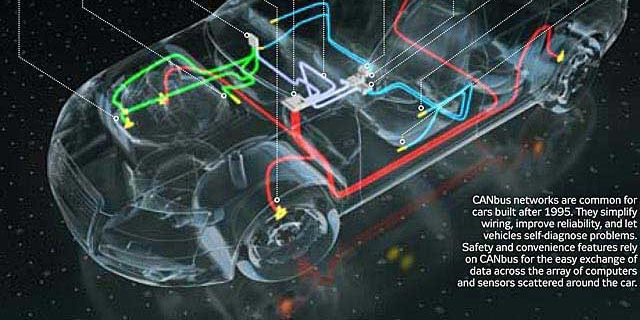 CANbus networks are common for
cars built after 1995. They simplify
wiring, improve reliability, and let
vehicles self-diagnose problems.
Safety and convenience features rely
on CANbus for the easy exchange of
data across the array of computers
and sensors scattered around the car.